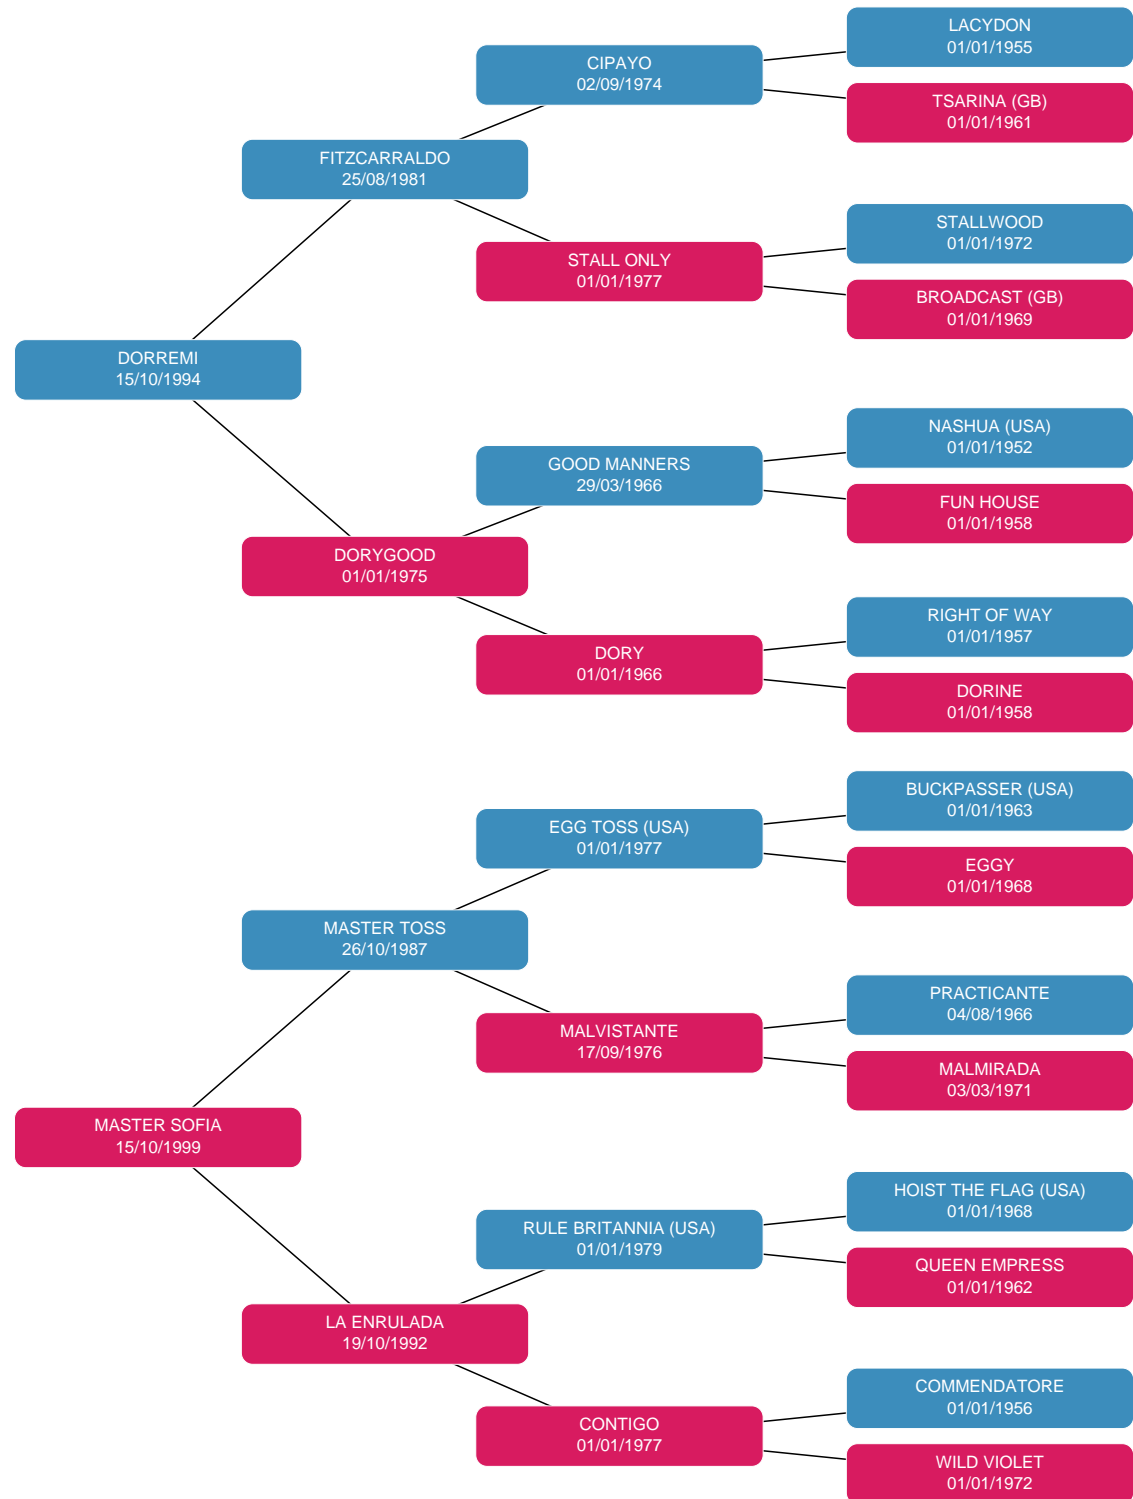 LACYDON
01/01/1955
CIPAYO
02/09/1974
TSARINA (GB)
01/01/1961
FITZCARRALDO
25/08/1981
STALLWOOD
01/01/1972
STALL ONLY
01/01/1977
BROADCAST (GB)
01/01/1969
DORREMI
15/10/1994
NASHUA (USA)
01/01/1952
GOOD MANNERS
29/03/1966
FUN HOUSE
01/01/1958
DORYGOOD
01/01/1975
RIGHT OF WAY
01/01/1957
DORY
01/01/1966
DORINE
01/01/1958
BUCKPASSER (USA)
01/01/1963
EGG TOSS (USA)
01/01/1977
EGGY
01/01/1968
MASTER TOSS
26/10/1987
PRACTICANTE
04/08/1966
MALVISTANTE
17/09/1976
MALMIRADA
03/03/1971
MASTER SOFIA
15/10/1999
HOIST THE FLAG (USA)
01/01/1968
RULE BRITANNIA (USA)
01/01/1979
QUEEN EMPRESS
01/01/1962
LA ENRULADA
19/10/1992
COMMENDATORE
01/01/1956
CONTIGO
01/01/1977
WILD VIOLET
01/01/1972